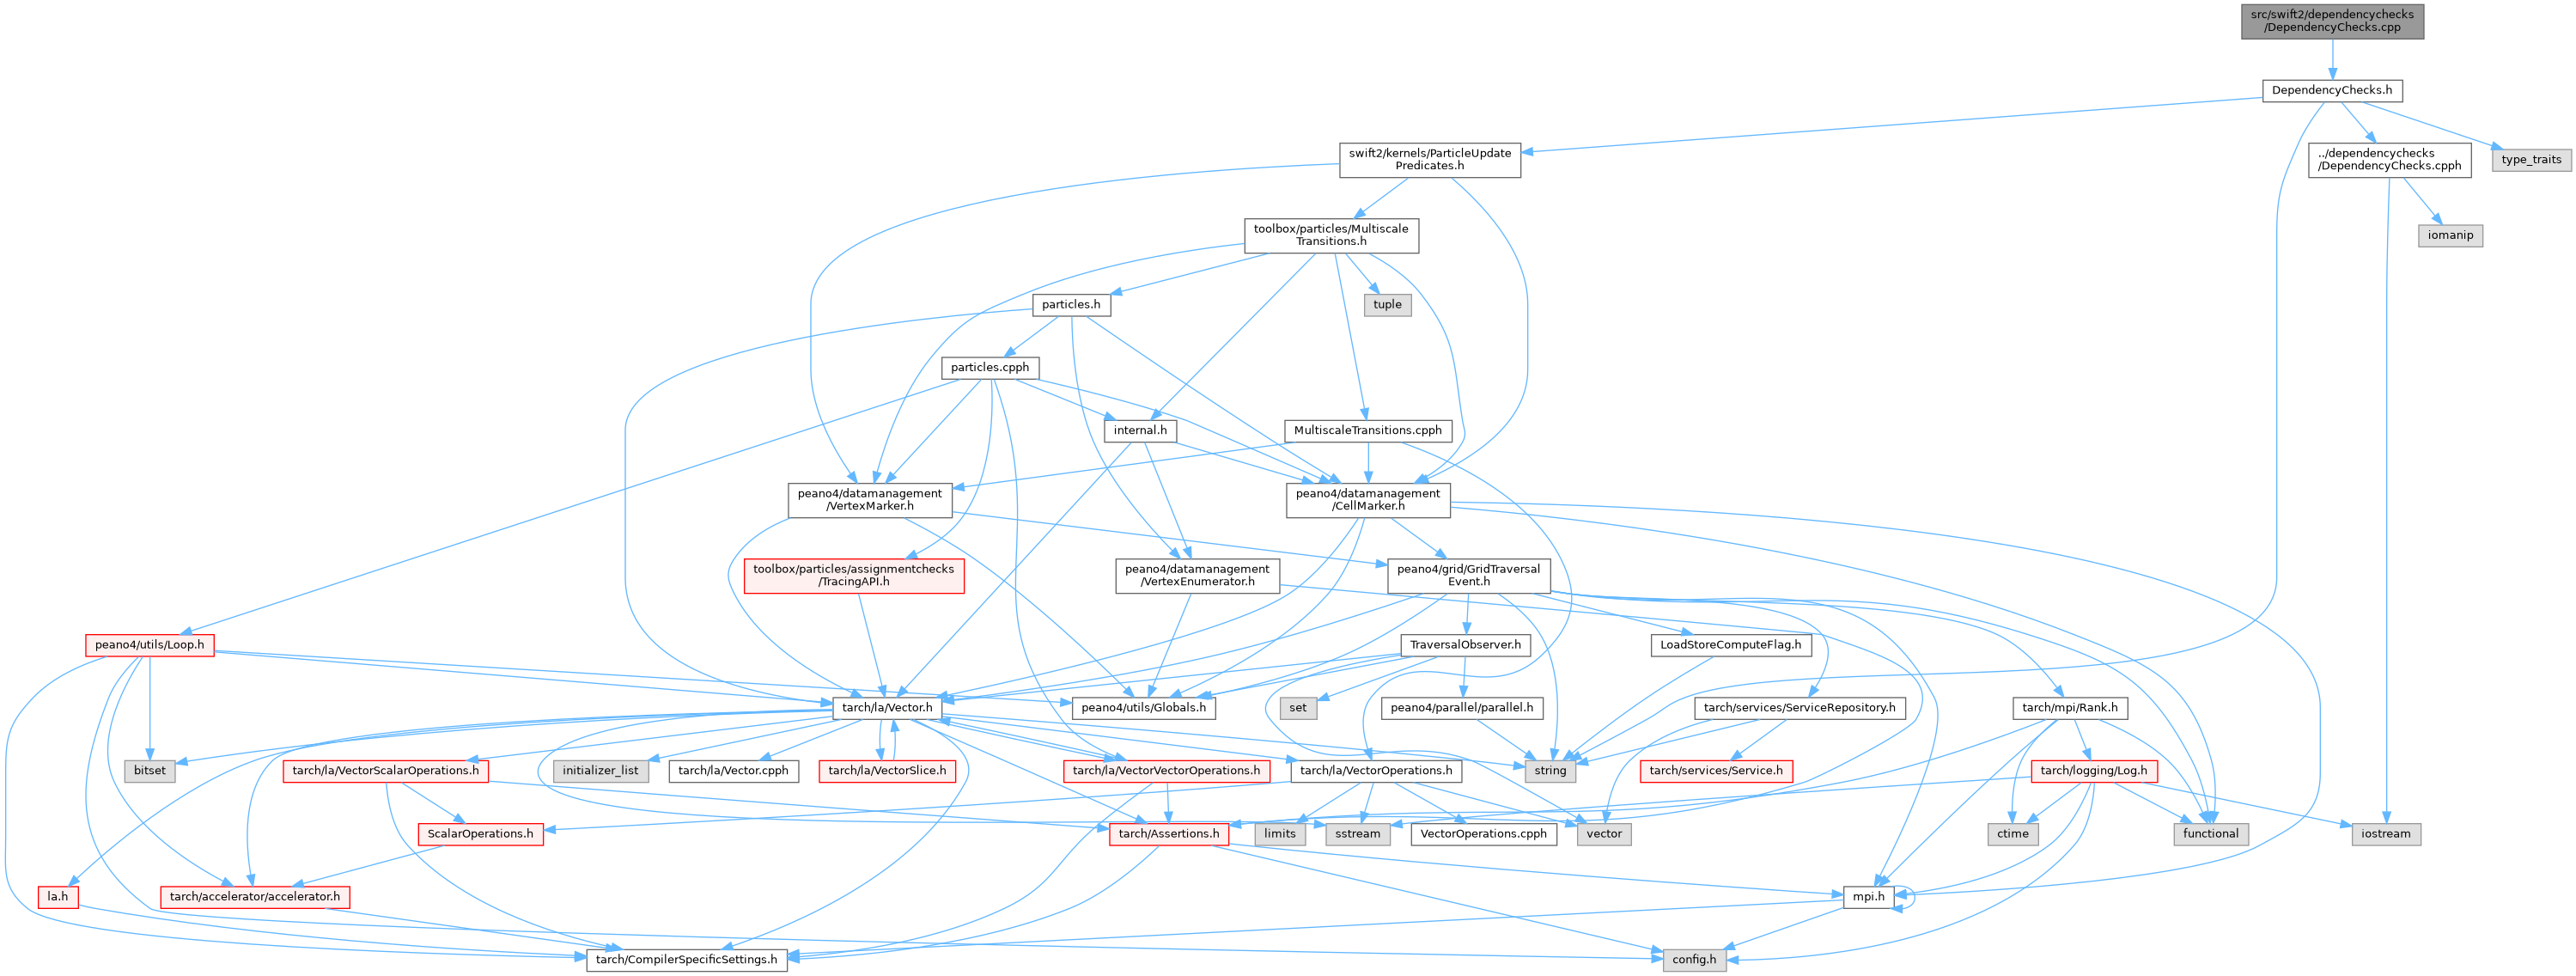 src/swift2/dependencychecks
/DependencyChecks.cpp
DependencyChecks.h
swift2/kernels/ParticleUpdate
Predicates.h
../dependencychecks
/DependencyChecks.cpph
type_traits
toolbox/particles/Multiscale
Transitions.h
iomanip
particles.h
tuple
particles.cpph
internal.h
MultiscaleTransitions.cpph
peano4/datamanagement
/VertexMarker.h
peano4/datamanagement
/CellMarker.h
toolbox/particles/assignmentchecks
/TracingAPI.h
peano4/datamanagement
/VertexEnumerator.h
peano4/grid/GridTraversal
Event.h
peano4/utils/Loop.h
TraversalObserver.h
LoadStoreComputeFlag.h
tarch/la/Vector.h
peano4/utils/Globals.h
set
peano4/parallel/parallel.h
tarch/services/ServiceRepository.h
tarch/mpi/Rank.h
bitset
tarch/la/VectorScalarOperations.h
initializer_list
tarch/la/Vector.cpph
tarch/la/VectorSlice.h
tarch/la/VectorVectorOperations.h
tarch/la/VectorOperations.h
string
tarch/services/Service.h
tarch/logging/Log.h
ScalarOperations.h
tarch/Assertions.h
limits
sstream
VectorOperations.cpph
vector
ctime
functional
iostream
la.h
tarch/accelerator/accelerator.h
mpi.h
tarch/CompilerSpecificSettings.h
config.h